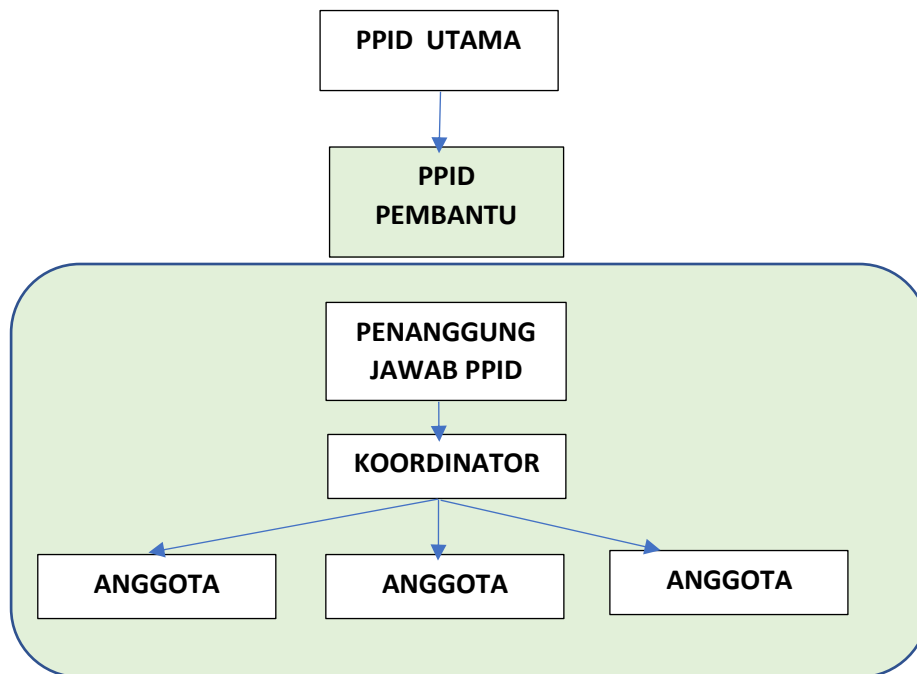 PPID  UTAMA
PPID
PEMBANTU
PENANGGUNG
JAWAB PPID
KOORDINATOR
ANGGOTA
ANGGOTA
ANGGOTA